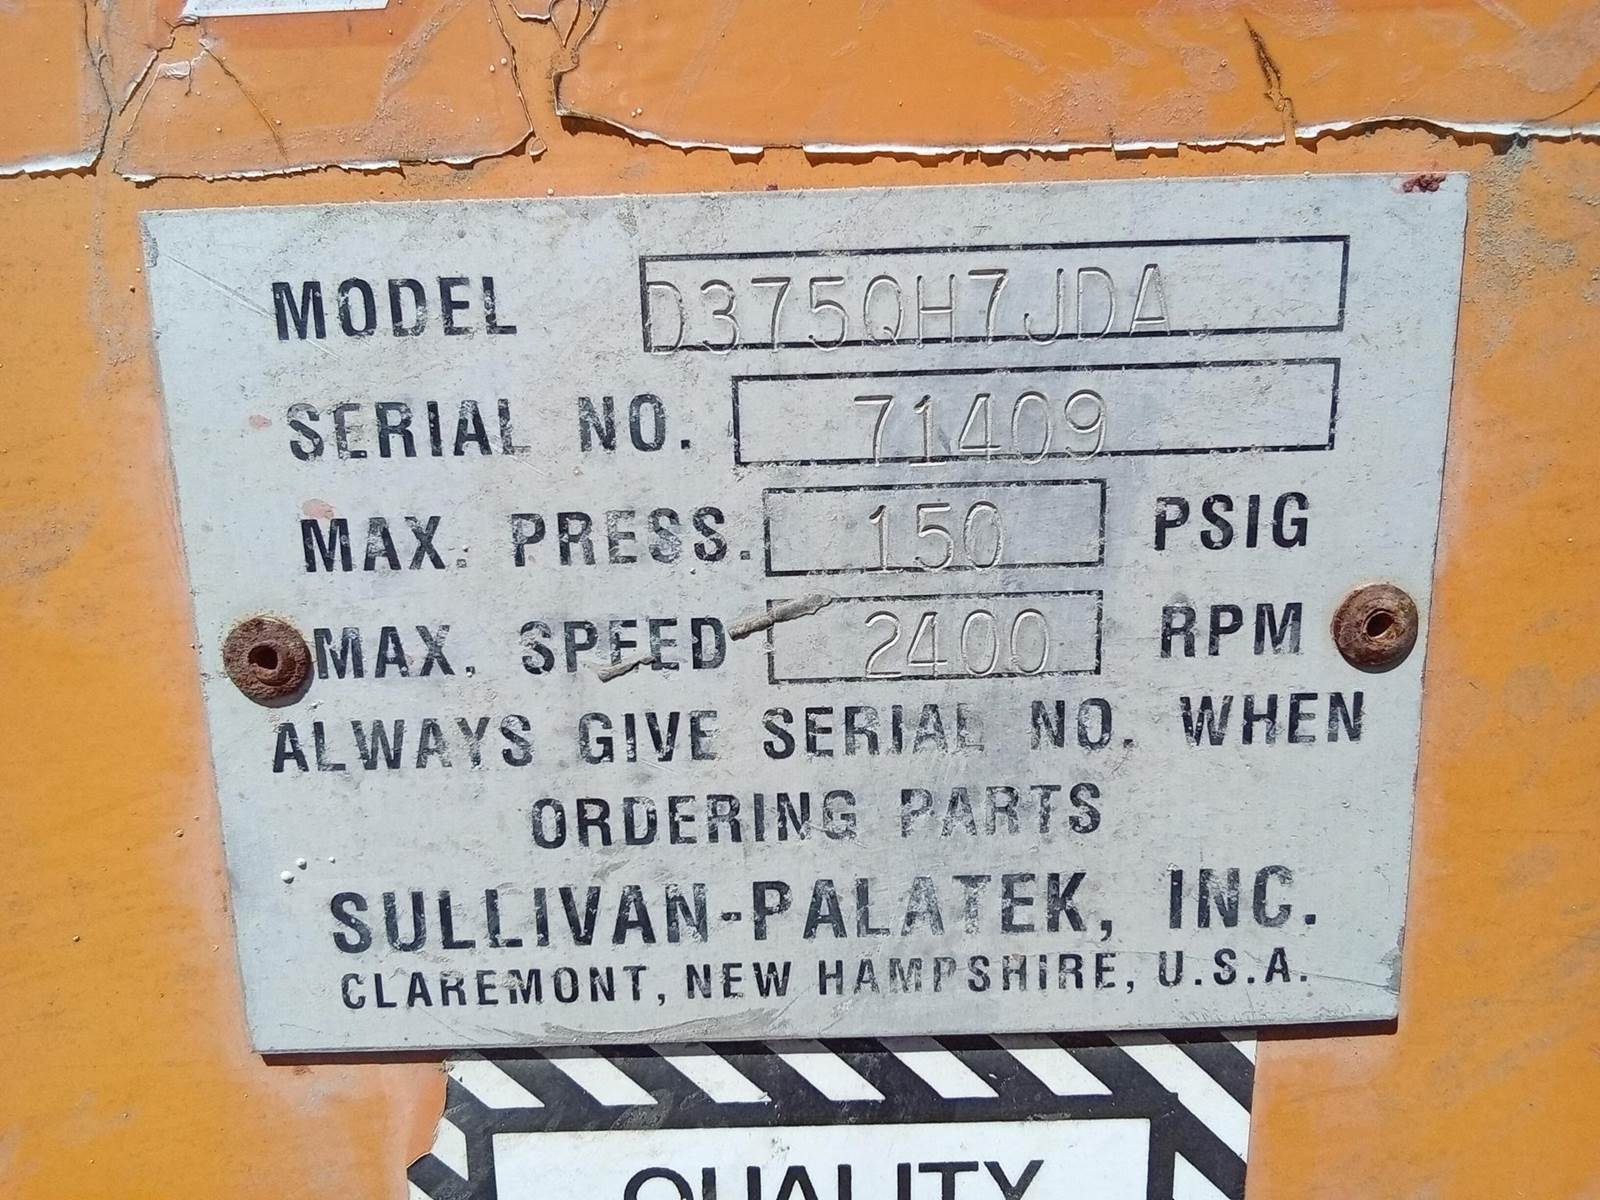 MODEL D375QH7JDA
SERIAL NO. 71409
MAX. PRESS. 150 PSIG
MAX. SPEED 2400 RPM
ALWAYS GIVE SERIAL NO. WHEN
ORDERING PARTS
SULLIVAN-PALATEK, INC.
CLAREMONT, NEW HAMPSHIRE, U.S.A.
QUALITY